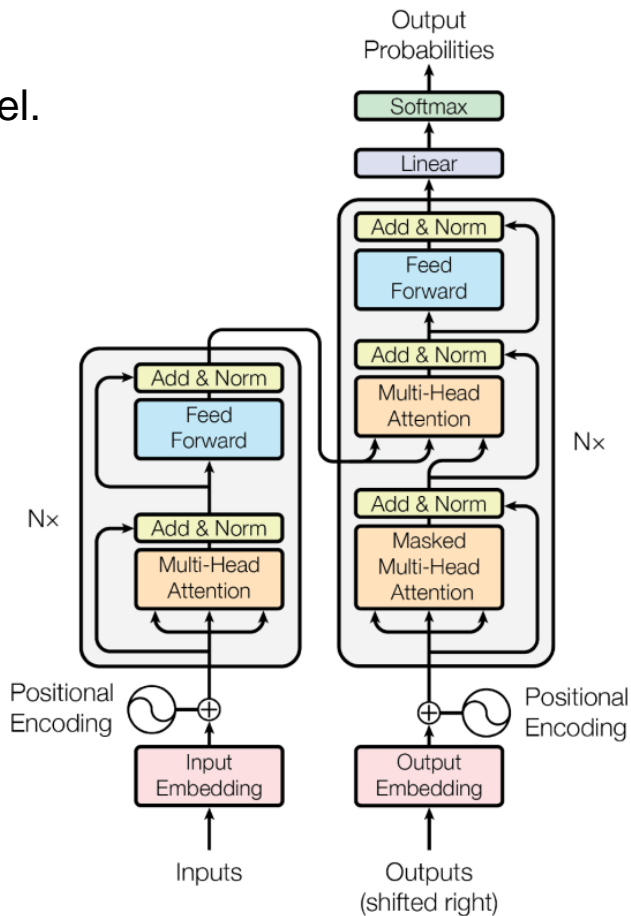 Output
Probabilities
el.
Softmax
Linear
Add & Norm
Feed
Forward
Add & Norm
Multi-Head
Attention
Add & Norm
Feed
Forward
N×
Add & Norm
Masked
Multi-Head
Attention
N×
Add & Norm
Multi-Head
Attention
Positional
Encoding
Positional
Encoding
Input
Embedding
Output
Embedding
Inputs
Outputs
(shifted right)